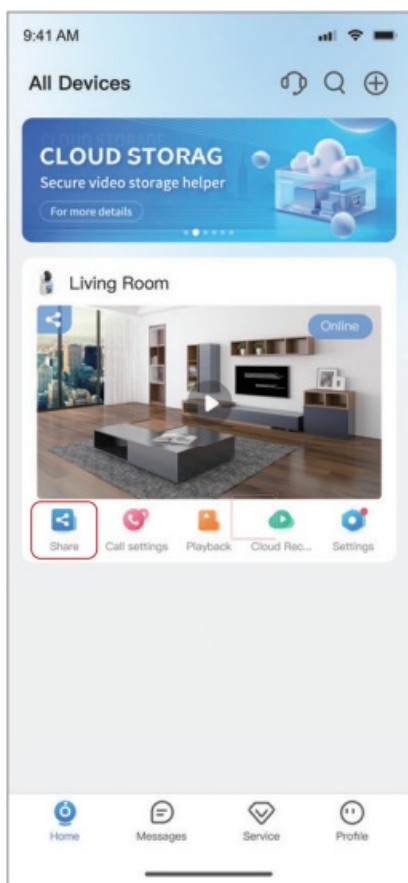 9:41 AM
All Devices
CLOUD STORAG
Secure video storage helper
For more details
Living Room
Online
Share Call settings Playback Cloud Rec... Settings
Home Messages Service Profile